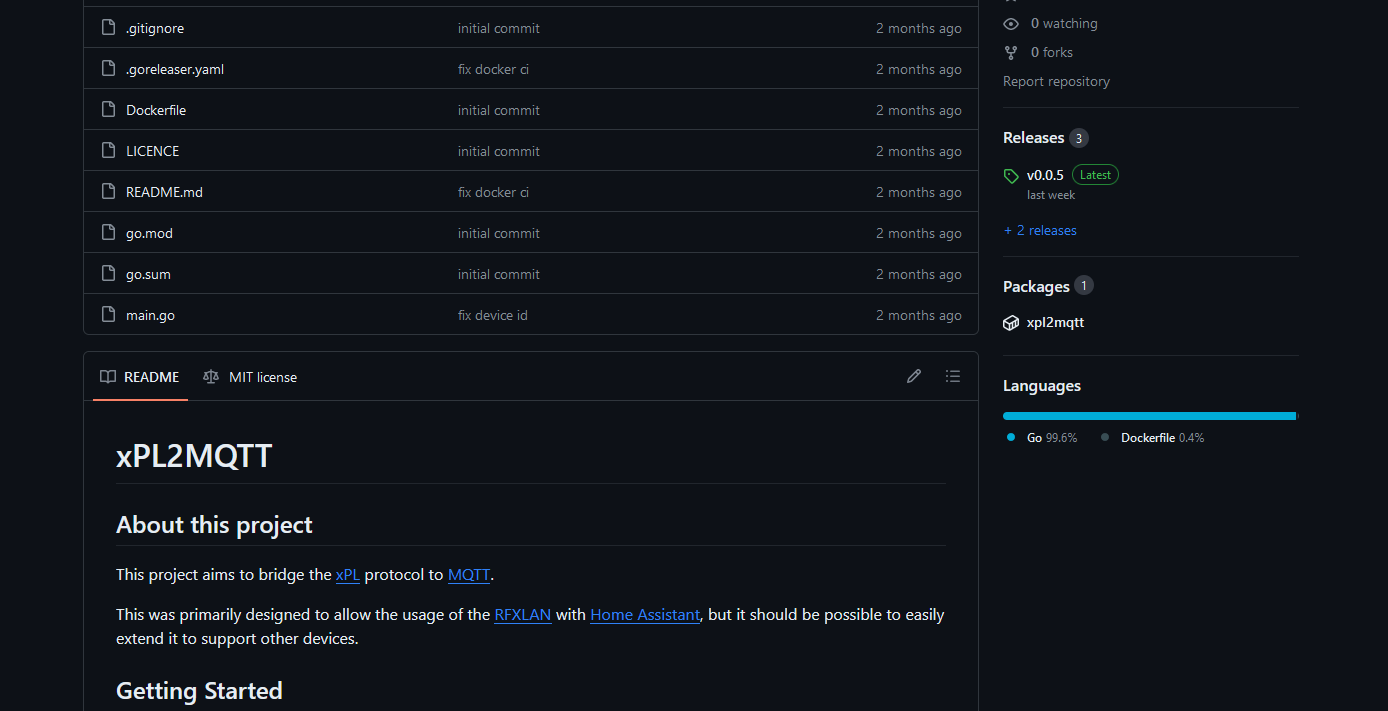 .gitignore initial commit 2 months ago
.goreleaser.yaml fix docker ci 2 months ago
Dockerfile initial commit 2 months ago
LICENCE initial commit 2 months ago
README.md fix docker ci 2 months ago
go.mod initial commit 2 months ago
go.sum initial commit 2 months ago
main.go fix device id 2 months ago
README MIT license
xPL2MQTT
About this project
This project aims to bridge the xPL protocol to MQTT.
This was primarily designed to allow the usage of the RFXLAN with Home Assistant, but it should be possible to easily
extend it to support other devices.
Getting Started
0 watching
0 forks
Report repository
Releases 3
v0.0.5 Latest
last week
+ 2 releases
Packages 1
xpl2mqtt
Languages
Go 99.6% Dockerfile 0.4%